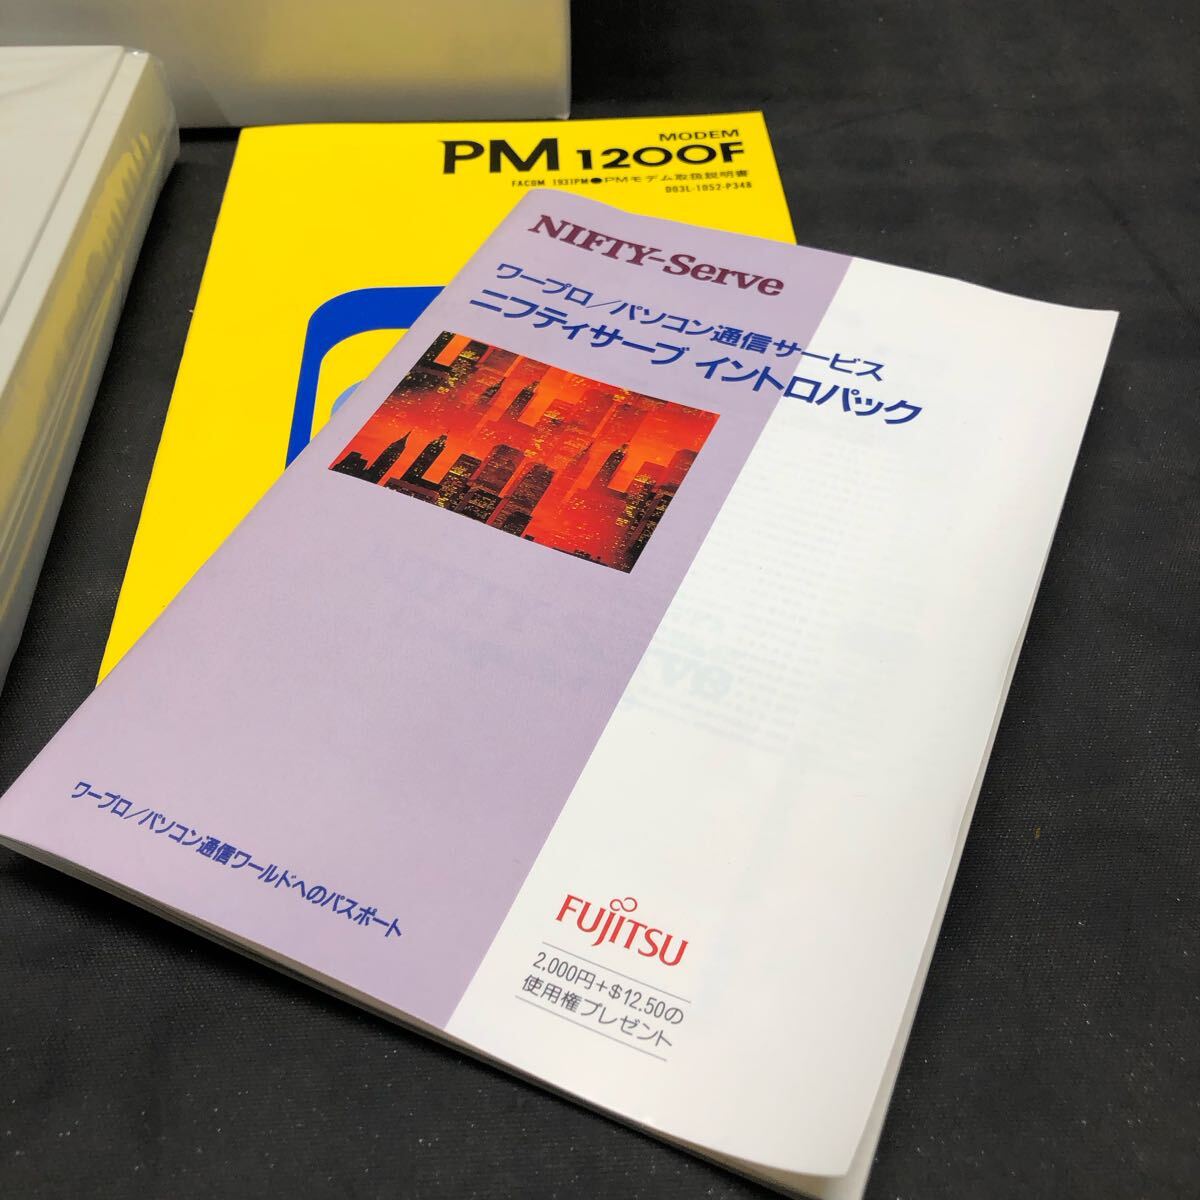 MODEM
PM 1200F
FACOM 1931PM●PMモデム取扱説明書
D03L-1052-P348
NIFTY-Serve
ワープロ/パソコン通信サービス
ニフティサーブ イントロパック
ワープロ/パソコン通信ワールドへのパスポート
FUJITSU
2,000円+$12.50の
使用権プレゼント